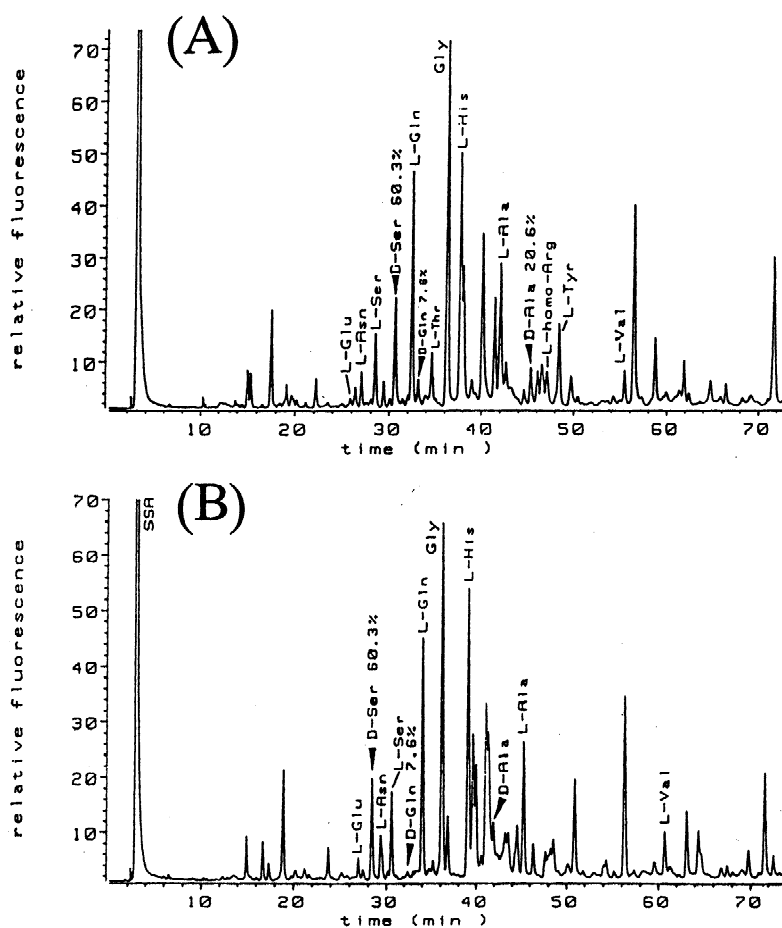 (A)
relative fluorescence
70
60
50
40
30
20
10
L-Glu
L-Asn
L-Ser
D-Ser 60.3%
L-Gln
D-Gln 7.6%
L-Thr
Gly
L-His
L-Ala
D-Ala 20.6%
L-homo-Arg
L-Tyr
L-Val
10 20 30 40 50 60 70
time (min )
(B)
relative fluorescence
70
60
50
40
30
20
10
SSA
L-Glu
D-Ser 60.3%
L-Asn
L-Ser
D-Gln 7.6%
L-Gln
Gly
L-His
D-Ala
L-Ala
L-Val
10 20 30 40 50 60 70
time (min )